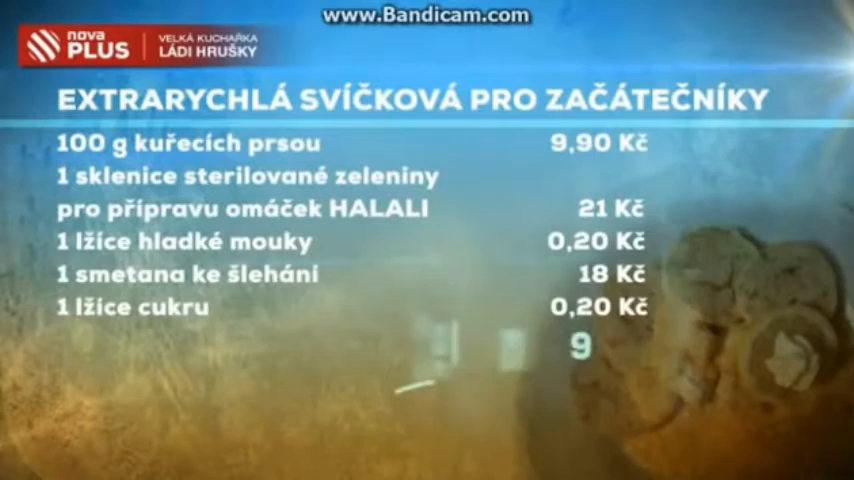 www.Bandicam.com
nova PLUS
VELKÁ KUCHAŘKA
LÁDI HRUŠKY
EXTRARYCHLÁ SVÍČKOVÁ PRO ZAČÁTEČNÍKY
100 g kuřecích prsou 9,90 Kč
1 sklenice sterilované zeleniny
pro přípravu omáček HALALI 21 Kč
1 lžíce hladké mouky 0,20 Kč
1 smetana ke šlehání 18 Kč
1 lžíce cukru 0,20 Kč
9